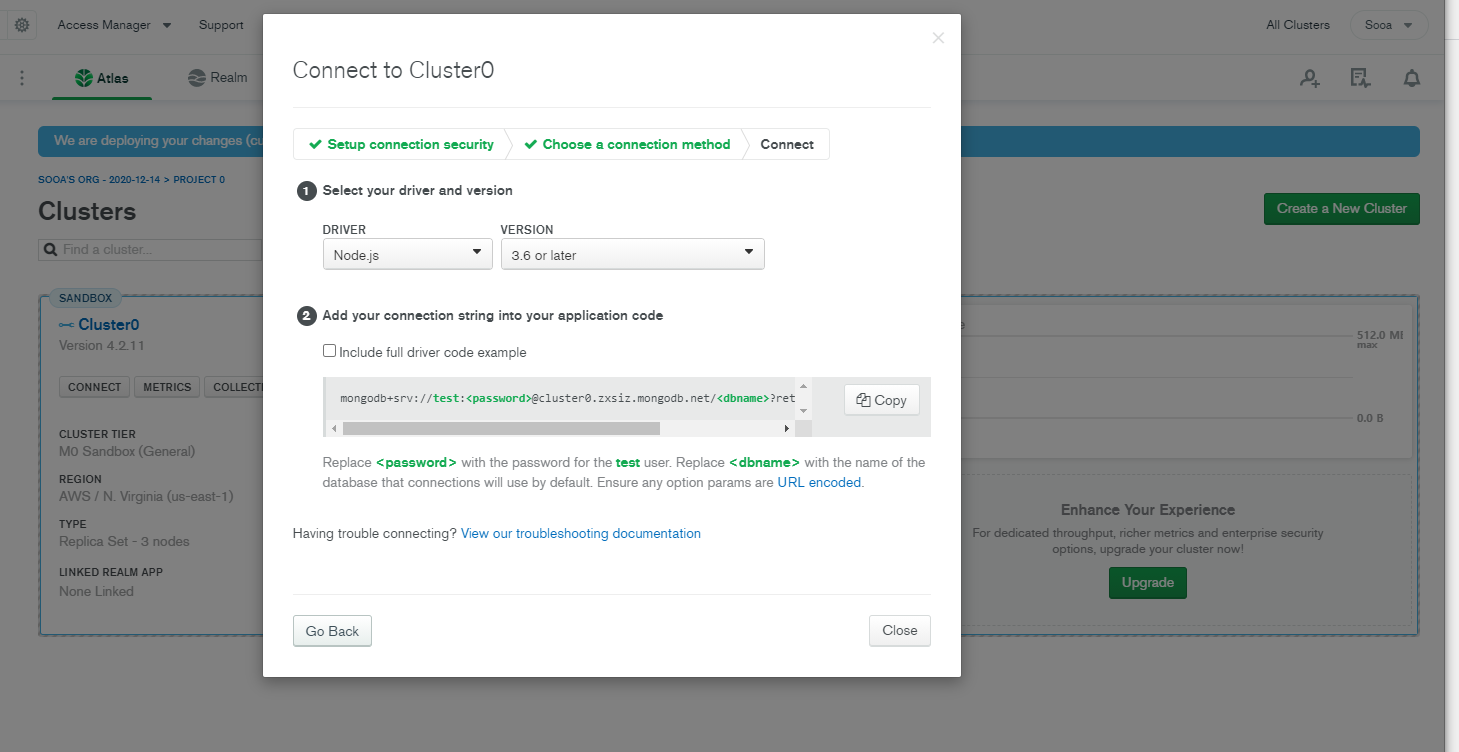 Access Manager
Support
All Clusters
Sooa
Atlas
Realm
We are deploying your changes (cu
SOOA'S ORG - 2020-12-14 > PROJECT 0
Clusters
Create a New Cluster
Find a cluster...
SANDBOX
Cluster0
Version 4.2.11
CONNECT
METRICS
COLLECTI
CLUSTER TIER
M0 Sandbox (General)
REGION
AWS / N. Virginia (us-east-1)
TYPE
Replica Set - 3 nodes
LINKED REALM APP
None Linked
Connect to Cluster0
Setup connection security
Choose a connection method
Connect
1 Select your driver and version
DRIVER
VERSION
Node.js
3.6 or later
2 Add your connection string into your application code
Include full driver code example
mongodb+srv://test:<password>@cluster0.zxsiz.mongodb.net/<dbname>?ret
Copy
Replace <password> with the password for the test user. Replace <dbname> with the name of the
database that connections will use by default. Ensure any option params are URL encoded.
Having trouble connecting? View our troubleshooting documentation
Go Back
Close
512.0 MB
max
0.0 B
Enhance Your Experience
For dedicated throughput, richer metrics and enterprise security
options, upgrade your cluster now!
Upgrade